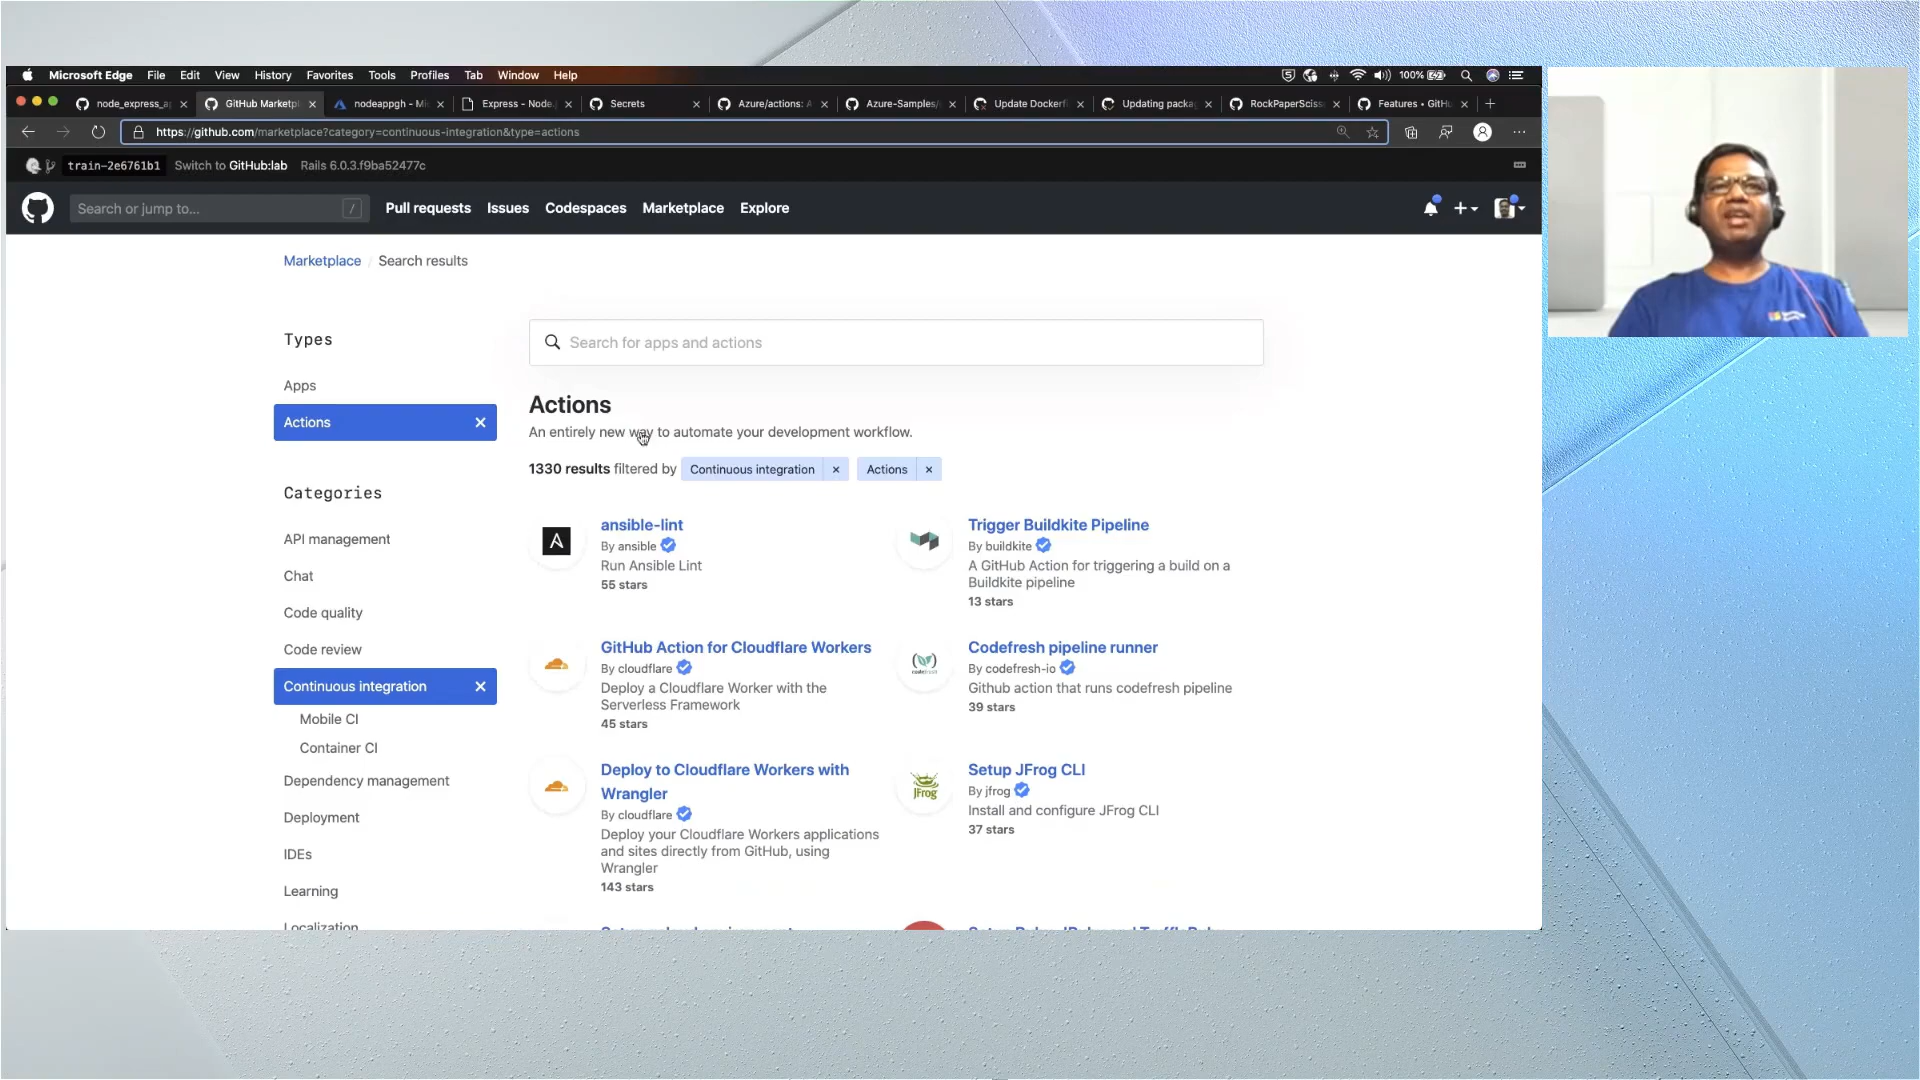 Microsoft Edge File Edit View History Favorites Tools Profiles Tab Window Help 100%
node_express_a GitHub Marketpl nodeappgh - Mi Express - Node. Secrets Azure/actions: A Azure-Samples/ Update Dockerfi Updating packa RockPaperSciss Features • GitHu
https://github.com/marketplace?category=continuous-integration&type=actions
train-2e6761b1 Switch to GitHub:lab Rails 6.0.3.f9ba52477c
Search or jump to... / Pull requests Issues Codespaces Marketplace Explore
Marketplace / Search results
Types
Apps
Actions
Categories
API management
Chat
Code quality
Code review
Continuous integration
Mobile CI
Container CI
Dependency management
Deployment
IDEs
Learning
Localization
Search for apps and actions
Actions
An entirely new way to automate your development workflow.
1330 results filtered by Continuous integration Actions
ansible-lint
By ansible
Run Ansible Lint
55 stars
Trigger Buildkite Pipeline
By buildkite
A GitHub Action for triggering a build on a
Buildkite pipeline
13 stars
GitHub Action for Cloudflare Workers
By cloudflare
Deploy a Cloudflare Worker with the
Serverless Framework
45 stars
Codefresh pipeline runner
By codefresh-io
Github action that runs codefresh pipeline
39 stars
Deploy to Cloudflare Workers with
Wrangler
By cloudflare
Deploy your Cloudflare Workers applications
and sites directly from GitHub, using
Wrangler
143 stars
JFrog
Setup JFrog CLI
By jfrog
Install and configure JFrog CLI
37 stars